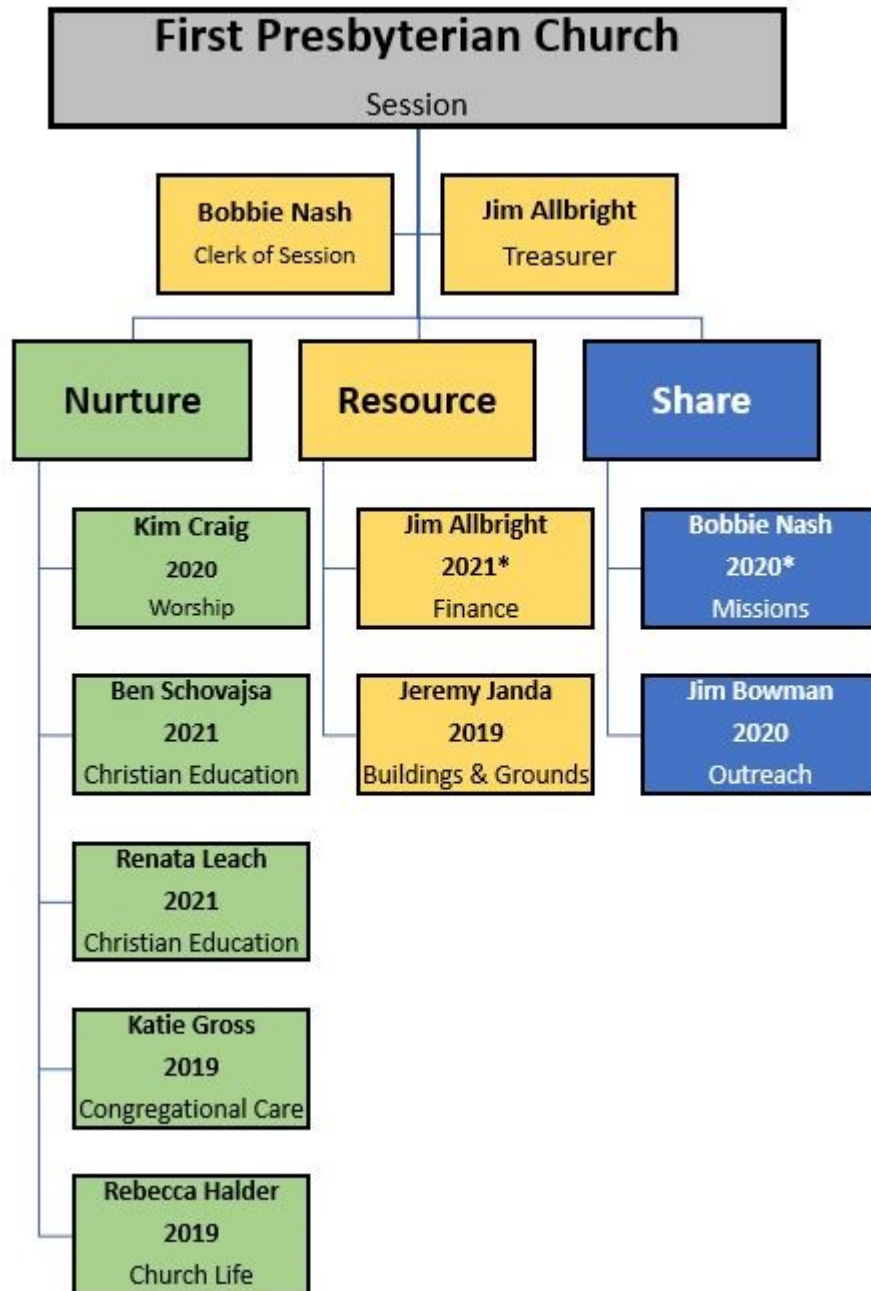 First Presbyterian Church
Session
Bobbie Nash
Clerk of Session
Jim Allbright
Treasurer
Nurture
Resource
Share
Kim Craig
2020
Worship
Ben Schovajsa
2021
Christian Education
Renata Leach
2021
Christian Education
Katie Gross
2019
Congregational Care
Rebecca Halder
2019
Church Life
Jim Allbright
2021*
Finance
Jeremy Janda
2019
Buildings & Grounds
Bobbie Nash
2020*
Missions
Jim Bowman
2020
Outreach